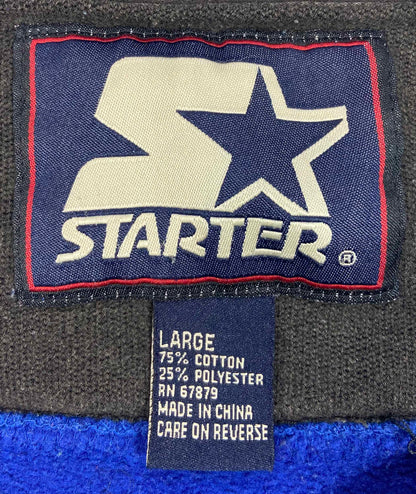 STARTER ®
LARGE
75% COTTON
25% POLYESTER
RN 67879
MADE IN CHINA
CARE ON REVERSE